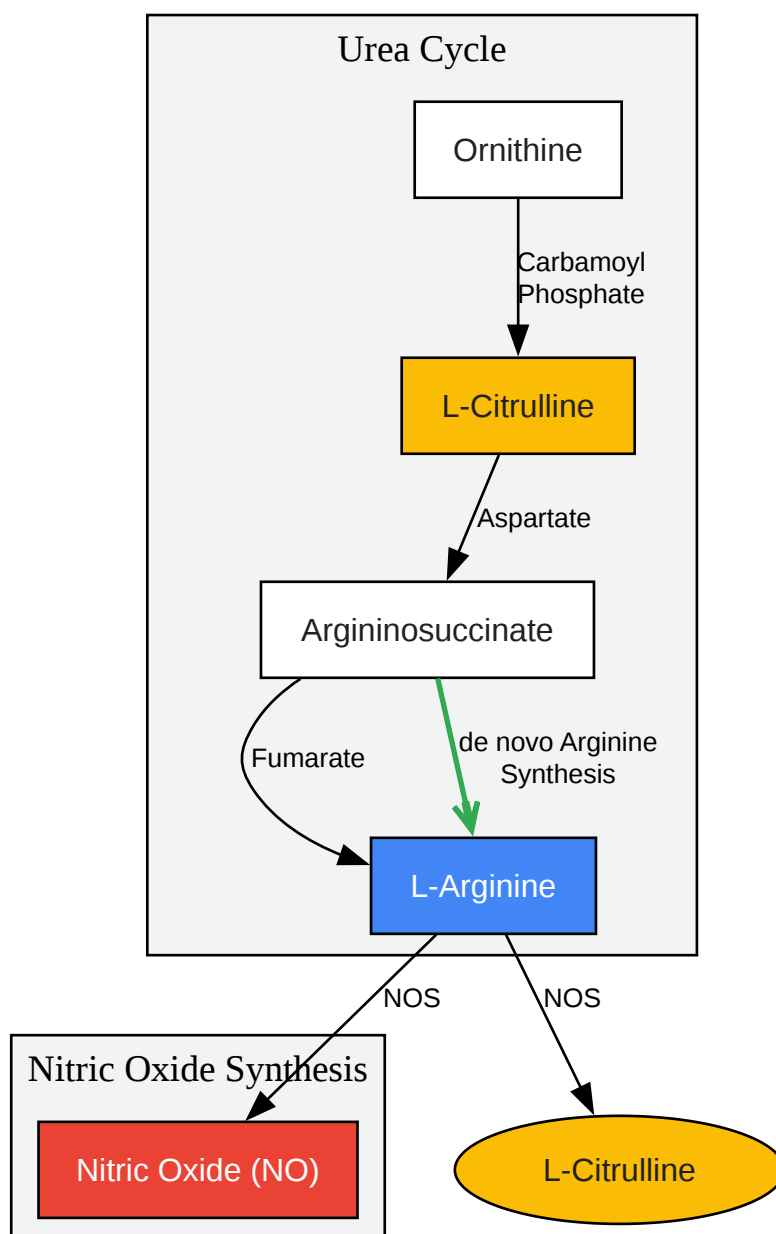 Urea Cycle
Ornithine
Carbamoyl
Phosphate
L-Citrulline
Aspartate
Argininosuccinate
Fumarate
de novo Arginine
Synthesis
L-Arginine
NOS
NOS
Nitric Oxide Synthesis
Nitric Oxide (NO)
L-Citrulline